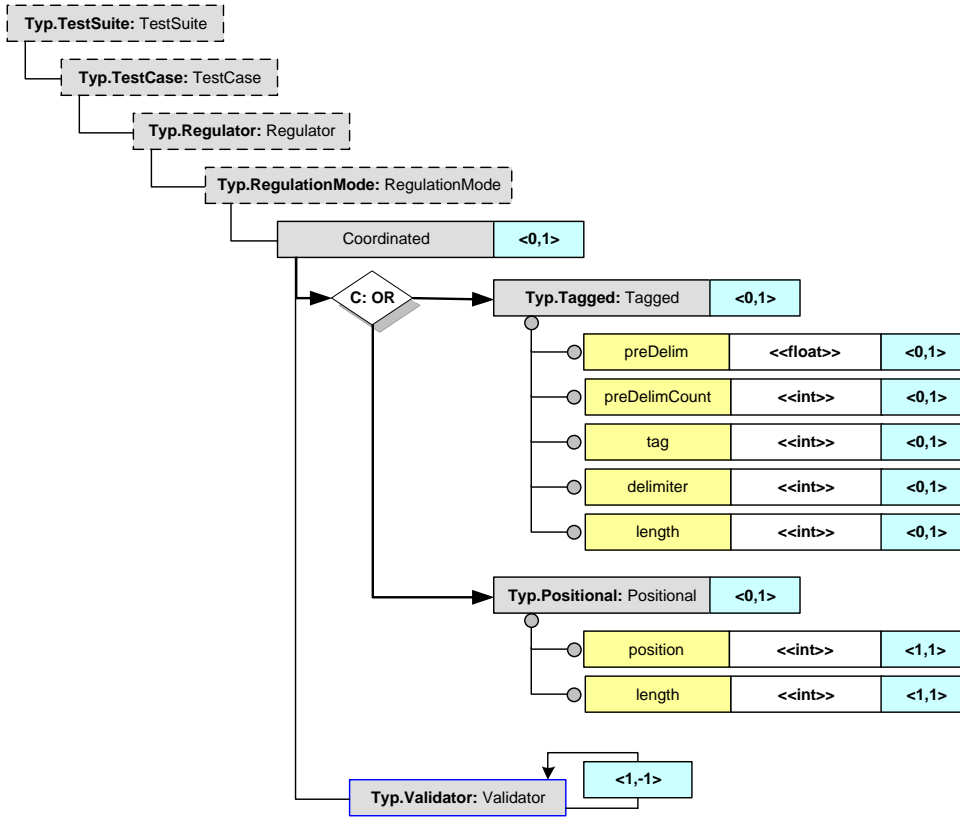 Typ.TestSuite: TestSuite
Typ.TestCase: TestCase
Typ.Regulator: Regulator
Typ.RegulationMode: RegulationMode
Coordinated <0,1>
C: OR
Typ.Tagged: Tagged <0,1>
preDelim <<float>> <0,1>
preDelimCount <<int>> <0,1>
tag <<int>> <0,1>
delimiter <<int>> <0,1>
length <<int>> <0,1>
Typ.Positional: Positional <0,1>
position <<int>> <1,1>
length <<int>> <1,1>
<1,-1>
Typ.Validator: Validator